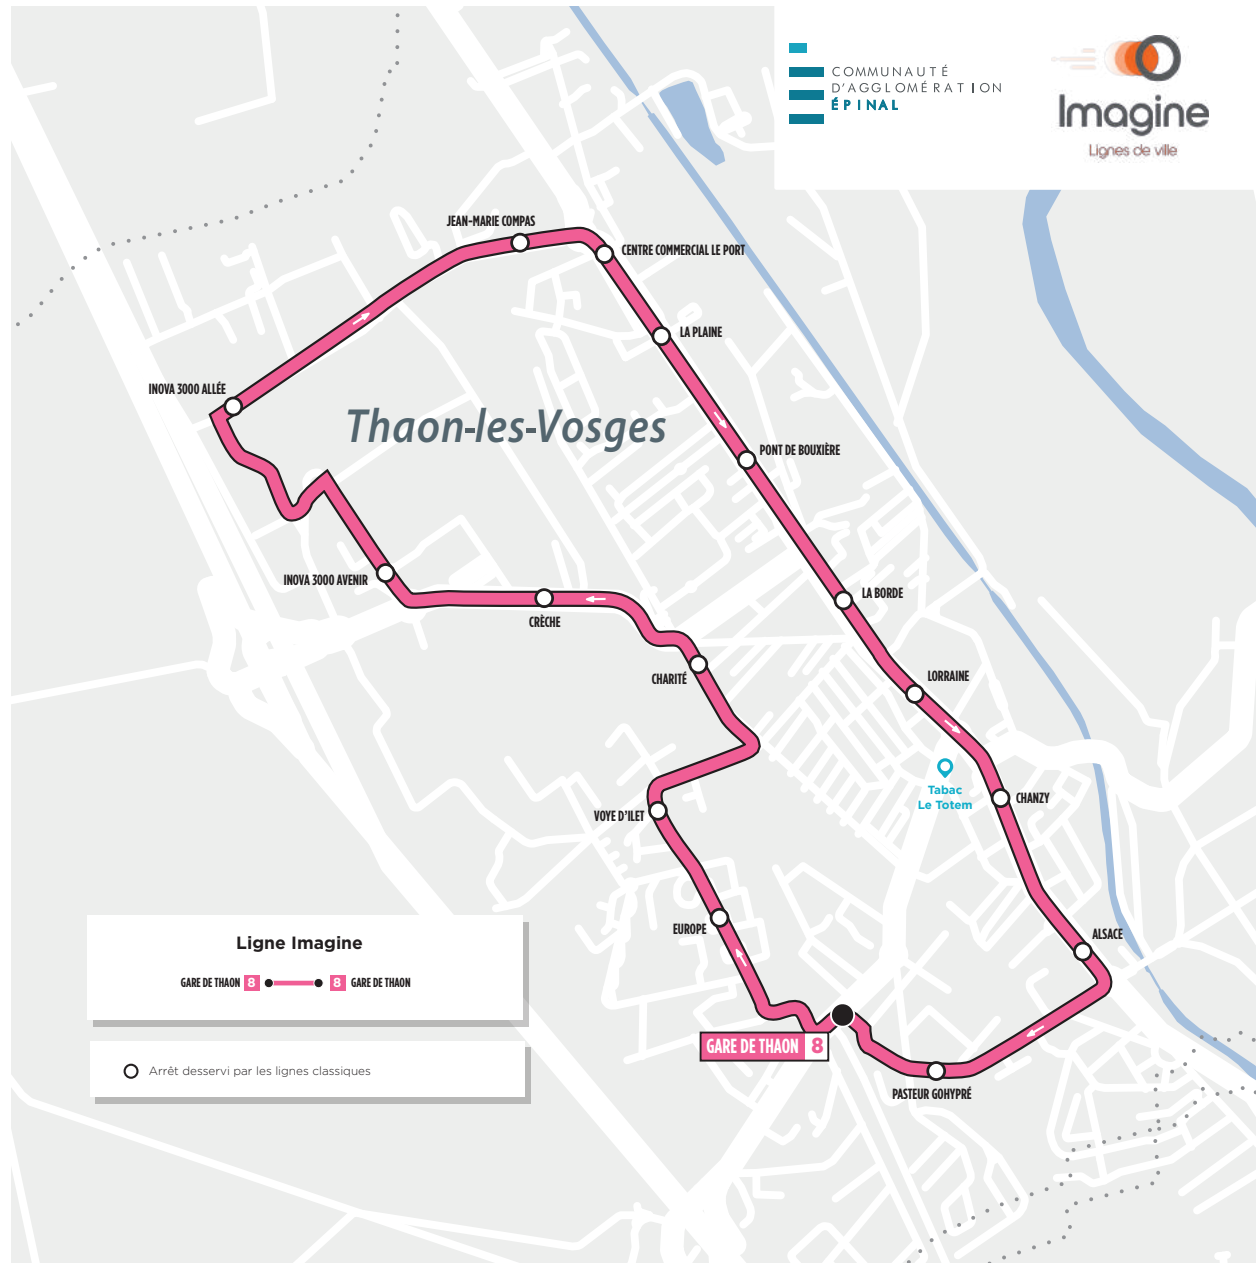 COMMUNAUTÉ
D'AGGLOMÉRATION
ÉPINAL
Imagine
Lignes de ville
JEAN-MARIE COMPAS
CENTRE COMMERCIAL LE PORT
LA PLAINE
INOVA 3000 ALLÉE
Thaon-les-Vosges
PONT DE BOUXIÈRE
INOVA 3000 AVENIR
LA BORDE
CRÈCHE
CHARITÉ
LORRAINE
Tabac
Le Totem
CHANZY
VOYE D'ILET
EUROPE
ALSACE
Ligne Imagine
GARE DE THAON 8 8 GARE DE THAON
GARE DE THAON 8
Arrêt desservi par les lignes classiques
PASTEUR GOHYPRÉ